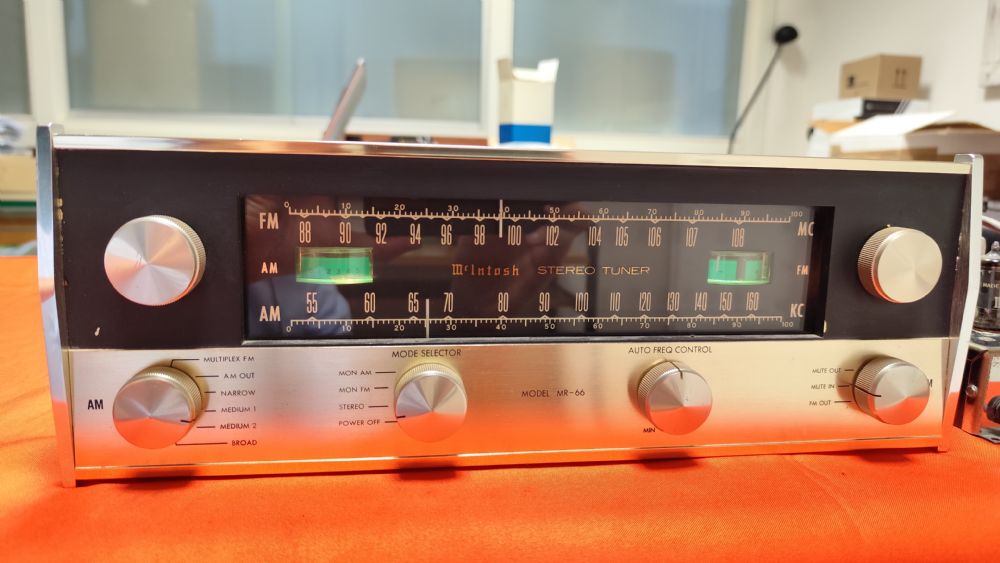 FM 0 10 20 30 0 50 60 70 80 90 100 MC
88 90 92 94 96 98 100 102 104 105 106 107 108
AM McIntosh STEREO TUNER FM
AM 55 60 65 70 80 90 100 110 120 130 140 150 160 KC
0 10 20 30 40 50 60 70 80 90 100
MULTIPLEX FM
AM OUT
NARROW
MEDIUM 1
MEDIUM 2
BROAD
AM
MODE SELECTOR
MON AM
MON FM
STEREO
POWER OFF
MODEL MR-66
AUTO FREQ CONTROL
MIN
MUTE OUT
MUTE IN
FM OUT
M